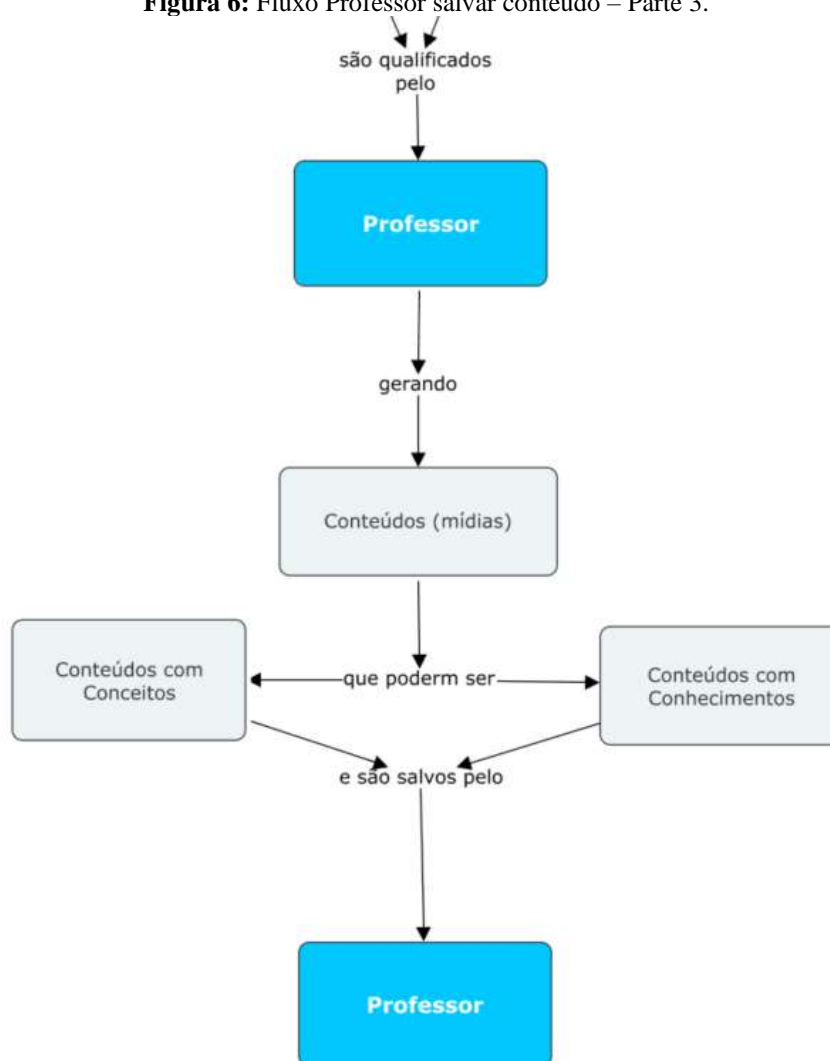 Figura 6: Fluxo Professor salvar conteúdo – Parte 3.
são qualificados
pelo
Professor
gerando
Conteúdos (mídias)
Conteúdos com
Conceitos
que poderm ser
Conteúdos com
Conhecimentos
e são salvos pelo
Professor